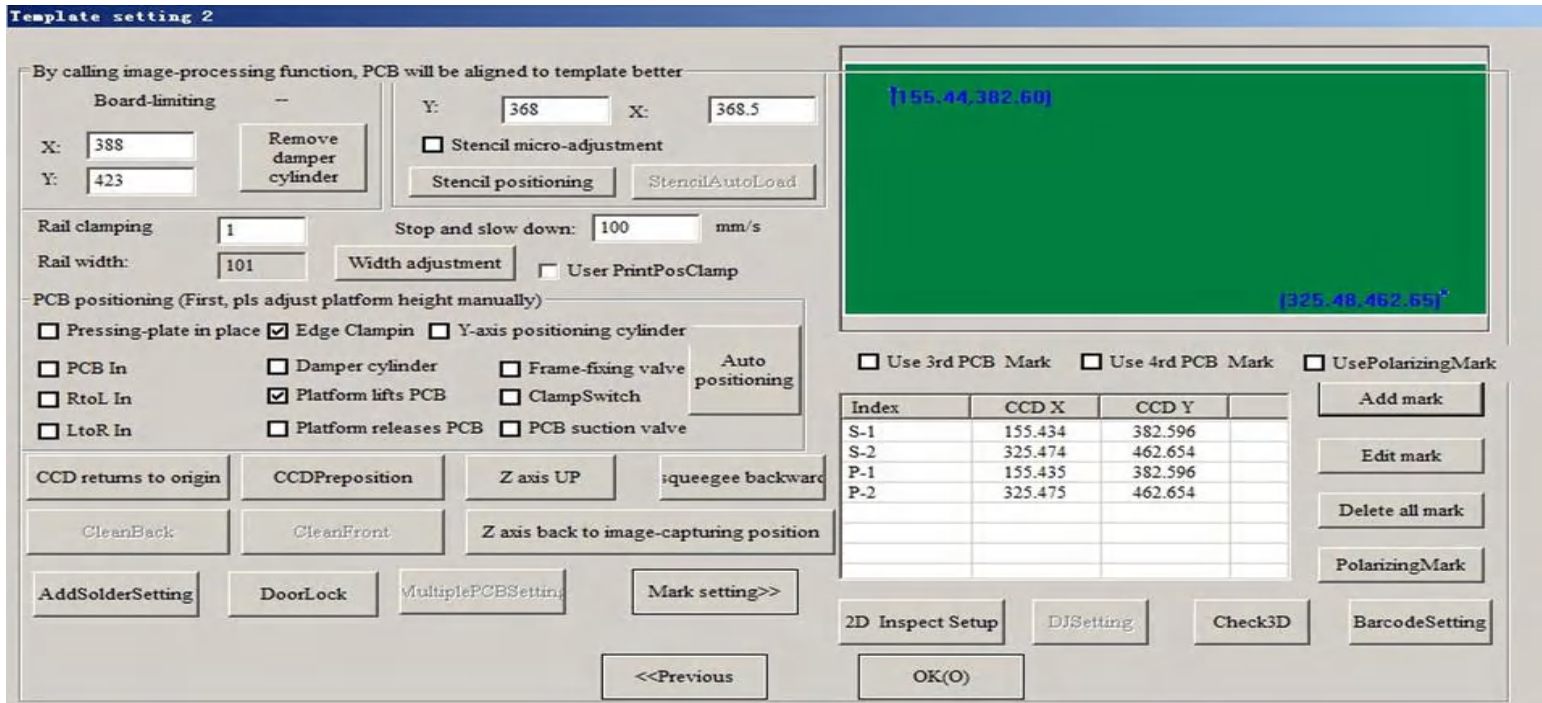 Template setting 2
By calling image-processing function, PCB will be aligned to template better
Board-limiting --
X: 388
Y: 423
Remove
damper
cylinder
Y: 368 X: 368.5
Stencil micro-adjustment
Stencil positioning StencilAutoLoad
Rail clamping 1 Stop and slow down: 100 mm/s
Rail width: 101 Width adjustment User PrintPosClamp
PCB positioning (First, pls adjust platform height manually)
Pressing-plate in place Edge Clampin Y-axis positioning cylinder
PCB In Damper cylinder Frame-fixing valve
RtoL In Platform lifts PCB ClampSwitch
LtoR In Platform releases PCB PCB suction valve
Auto
positioning
CCD returns to origin CCDPreposition Z axis UP squeegee backward
CleanBack CleanFront Z axis back to image-capturing position
AddSolderSetting DoorLock MultiplePCBSetting Mark setting>>
(155.44,382.60)
(325.48,462.65)
Use 3rd PCB Mark Use 4rd PCB Mark UsePolarizingMark
Index CCD X CCD Y
S-1 155.434 382.596
S-2 325.474 462.654
P-1 155.435 382.596
P-2 325.475 462.654
Add mark
Edit mark
Delete all mark
PolarizingMark
2D Inspect Setup DJSetting Check3D BarcodeSetting
<<Previous OK(O)